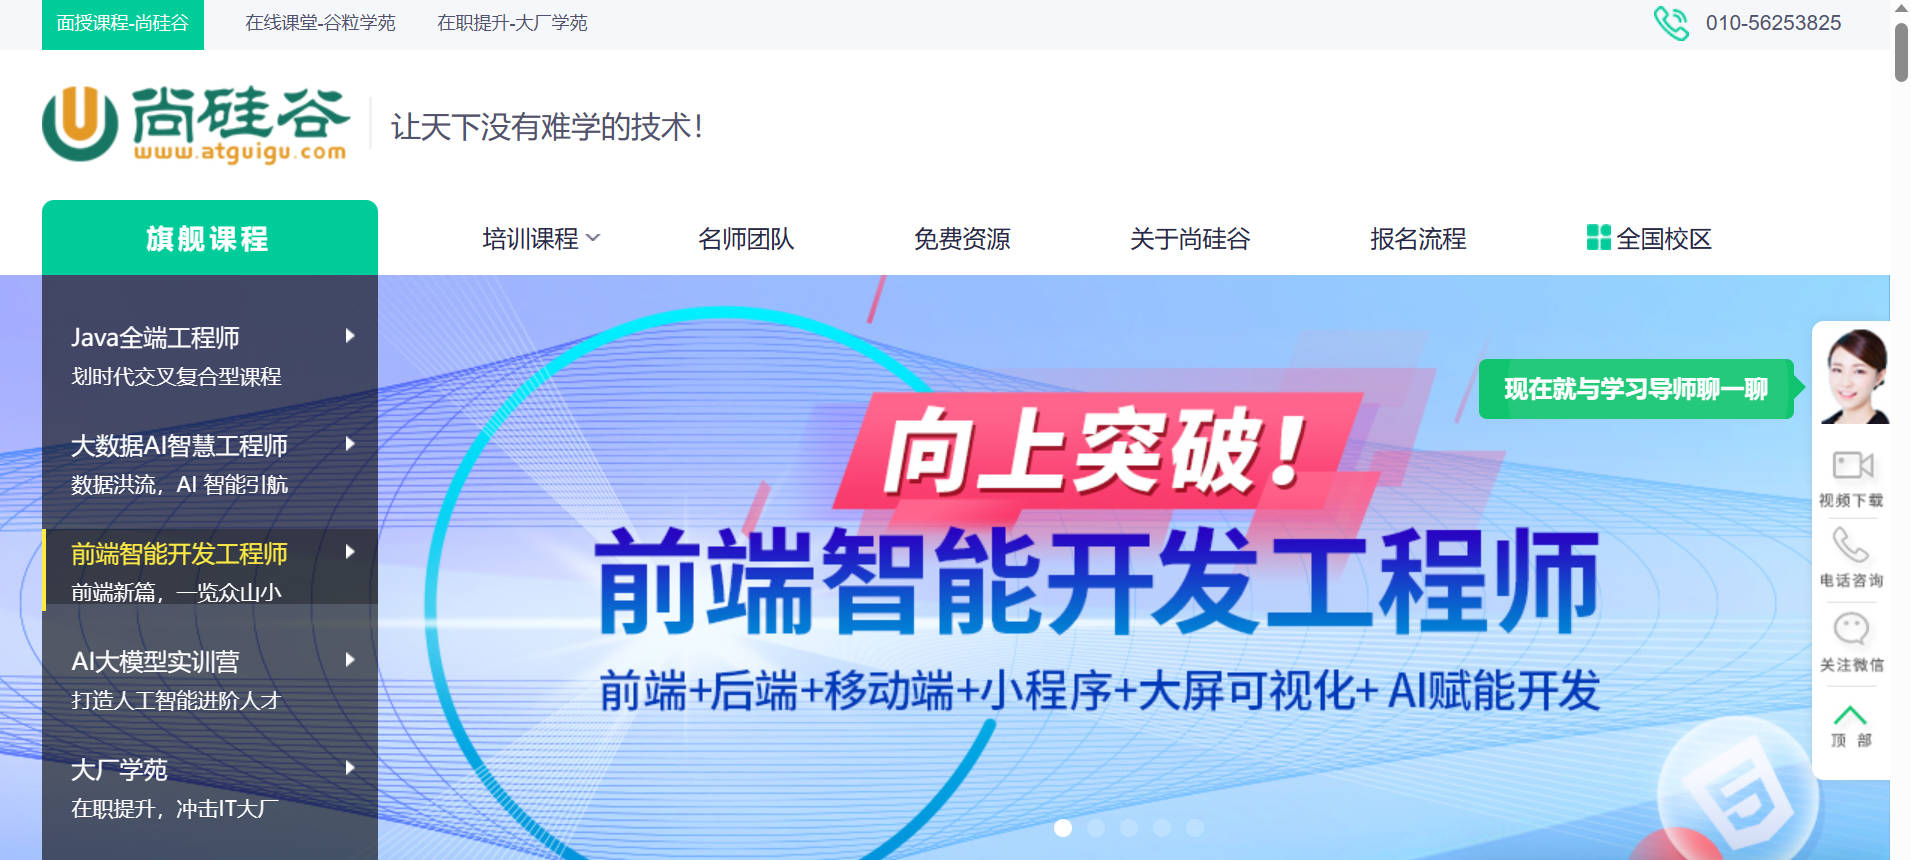 面授课程-尚硅谷
在线课堂-谷粒学苑
在职提升-大厂学苑
010-56253825
尚硅谷
www.atguigu.com
让天下没有难学的技术！
旗舰课程
培训课程
名师团队
免费资源
关于尚硅谷
报名流程
全国校区
Java全端工程师
划时代交叉复合型课程
大数据AI智慧工程师
数据洪流，AI 智能引航
前端智能开发工程师
前端新篇，一览众山小
AI大模型实训营
打造人工智能进阶人才
大厂学苑
在职提升，冲击IT大厂
向上突破！
前端智能开发工程师
前端+后端+移动端+小程序+大屏可视化+ AI赋能开发
现在就与学习导师聊一聊
视频下载
电话咨询
关注微信
顶 部